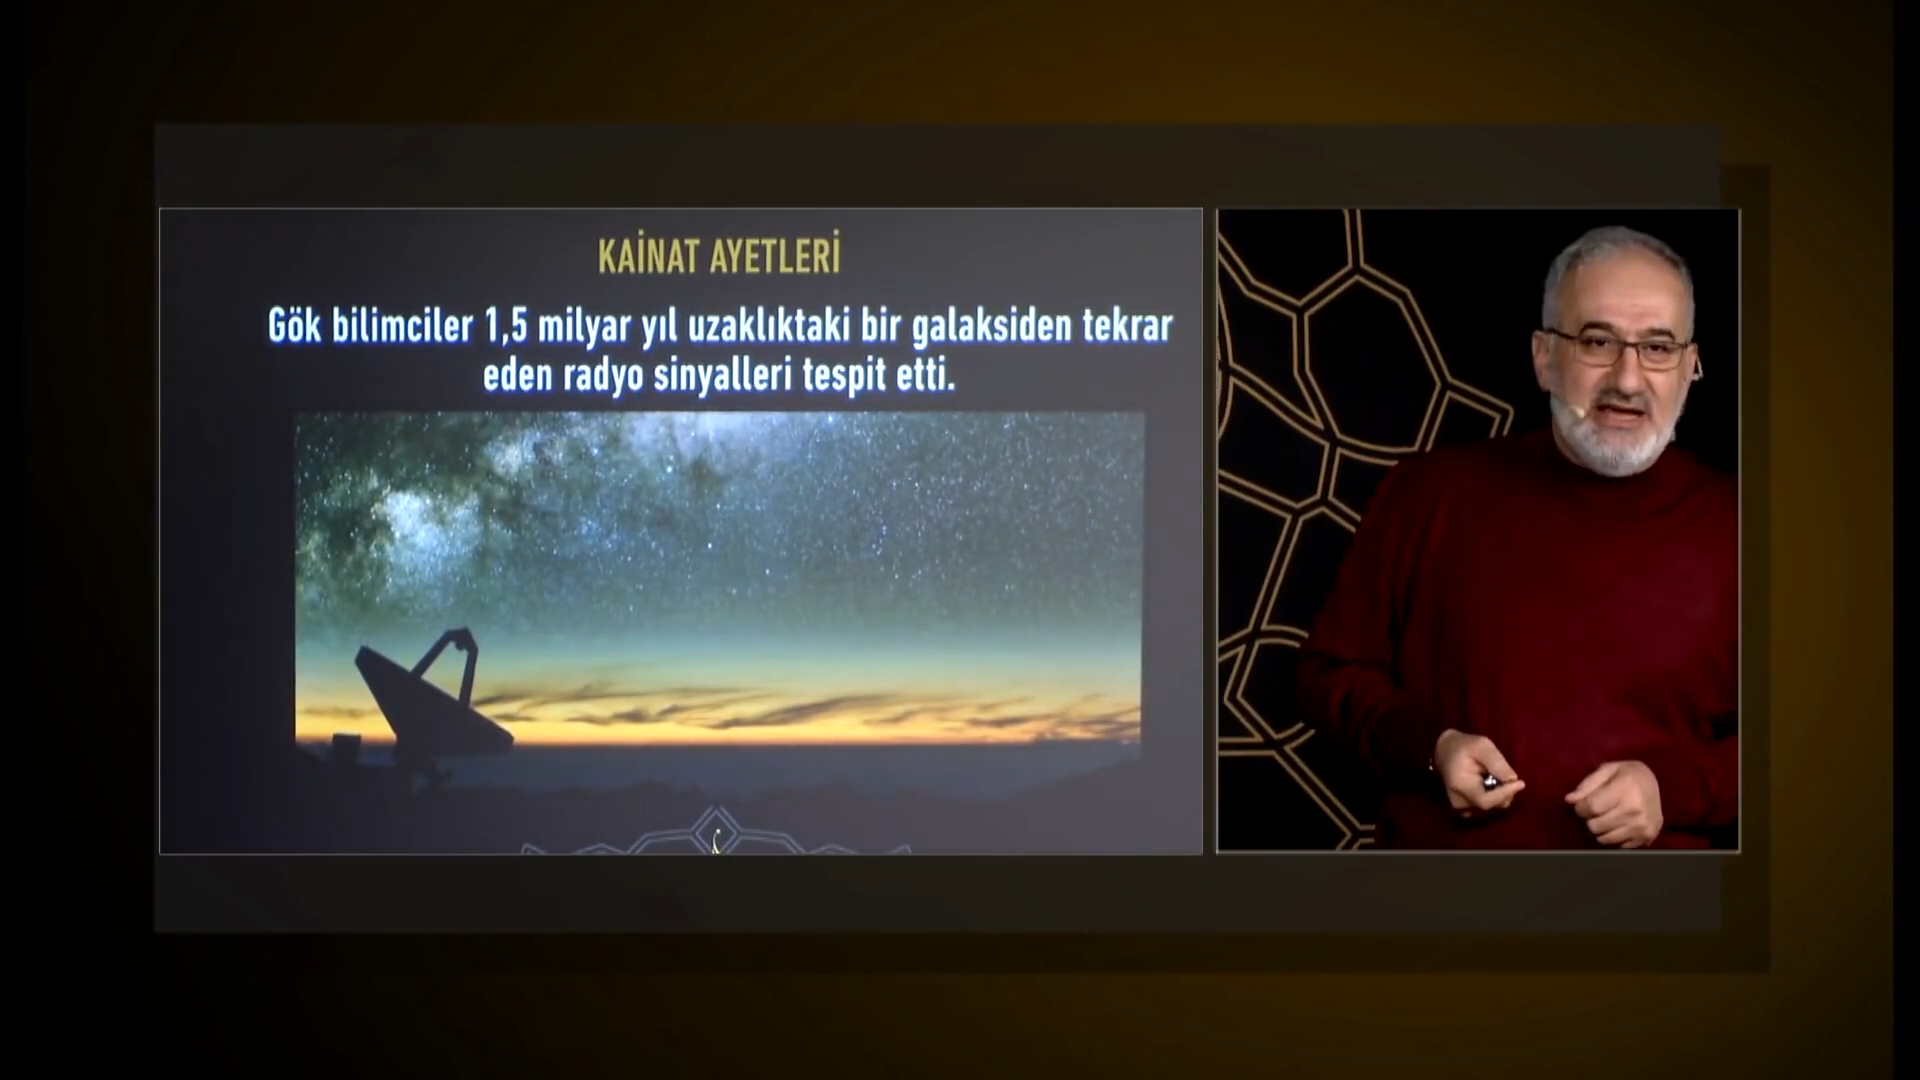 KAİNAT AYETLERİ
Gök bilimciler 1,5 milyar yıl uzaklıktaki bir galaksiden tekrar
eden radyo sinyalleri tespit etti.